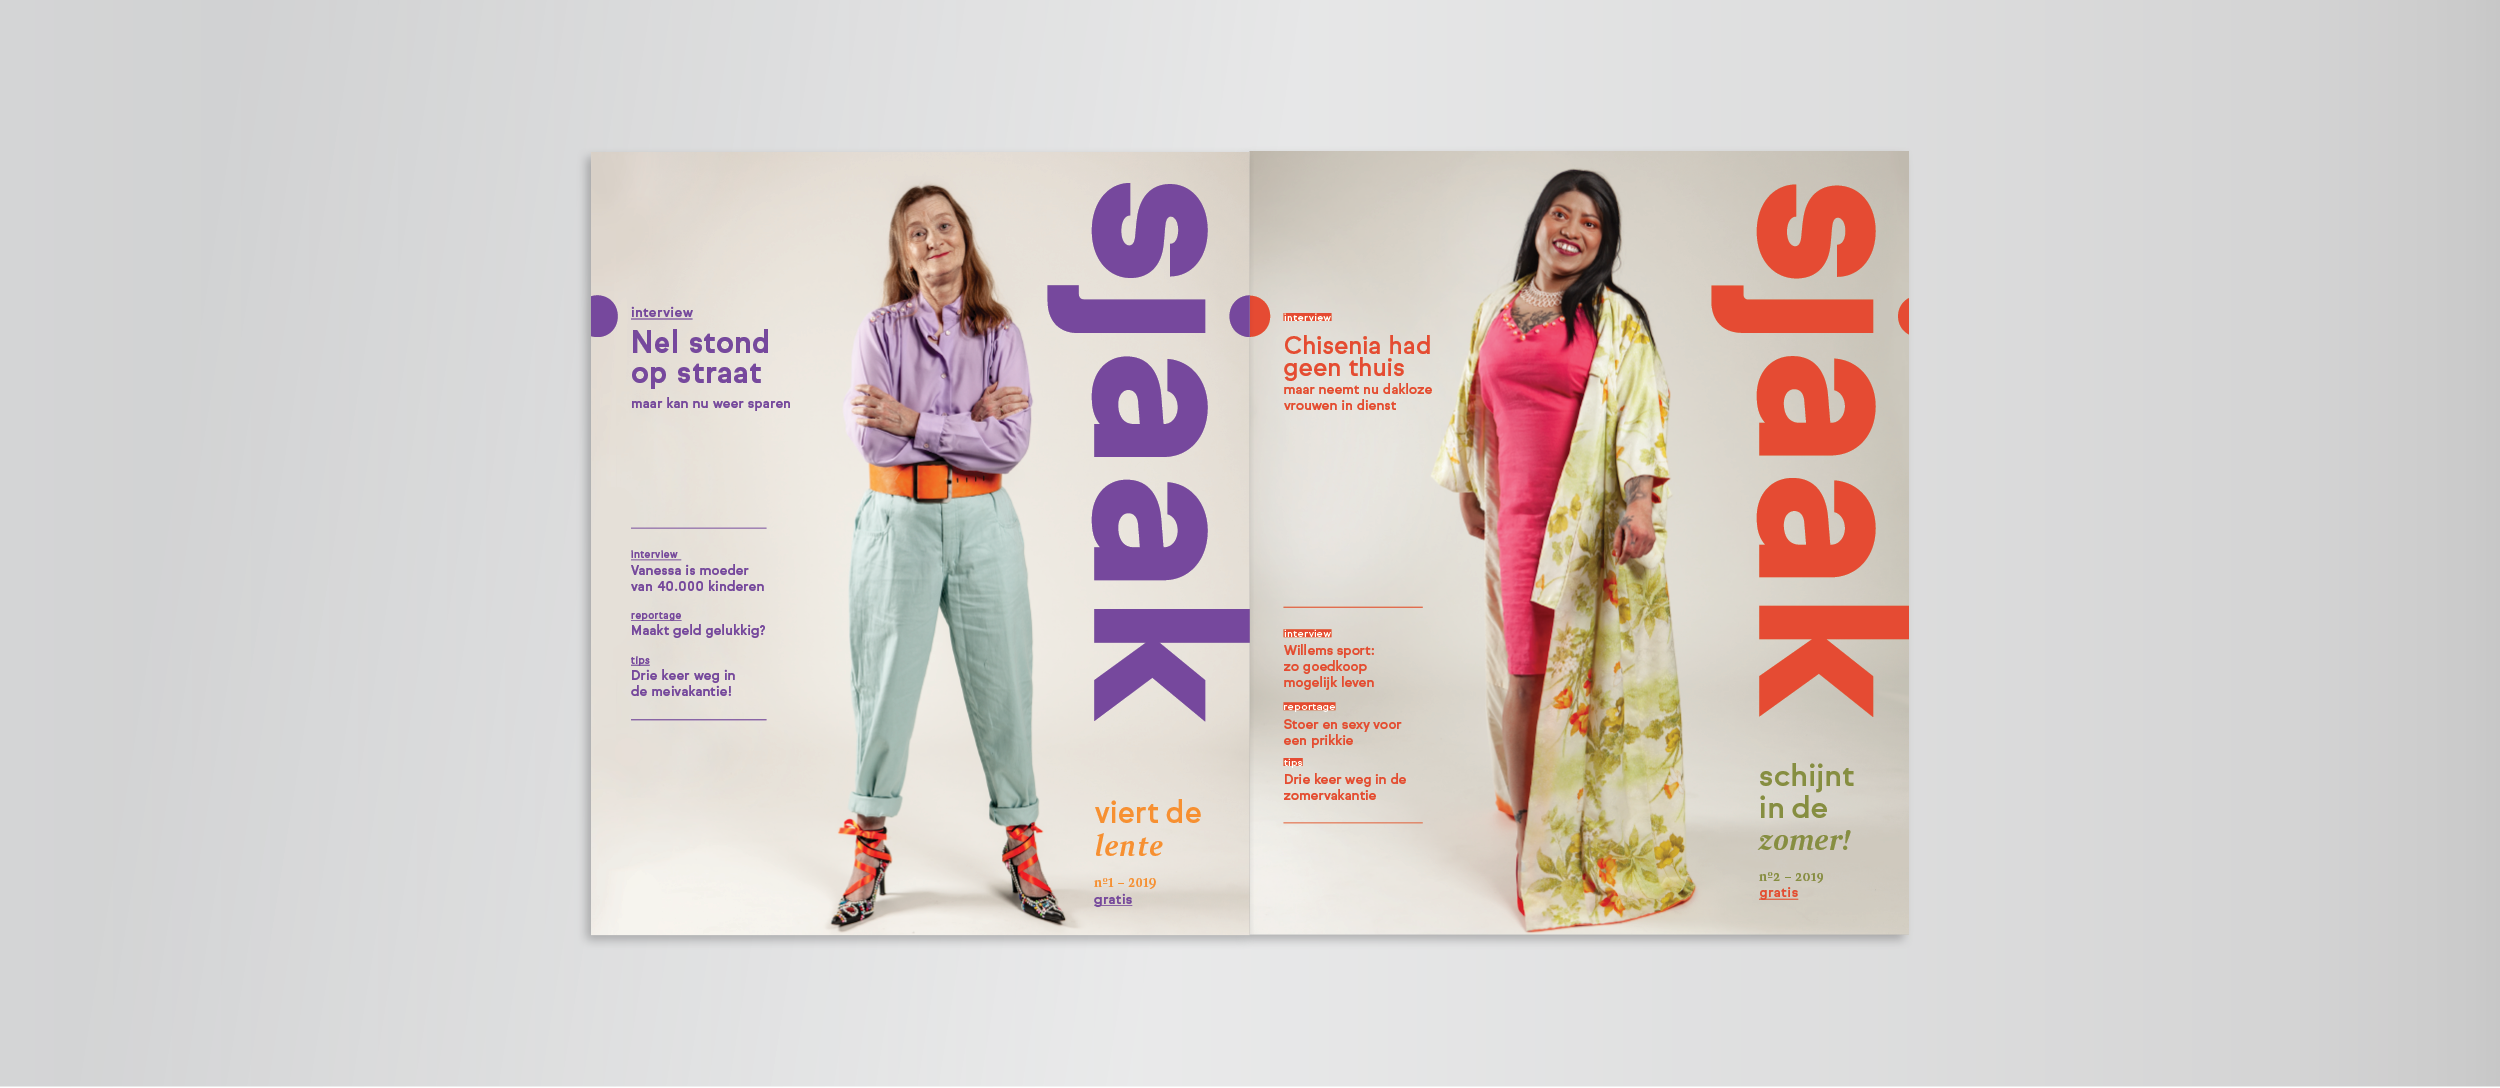 sjaak
interview
Nel stond
op straat
maar kan nu weer sparen
interview
Vanessa is moeder
van 40.000 kinderen
reportage
Maakt geld gelukkig?
tips
Drie keer weg in
de meivakantie!
viert de
lente
nº1 – 2019
gratis
sjaak
interview
Chisenia had
geen thuis
maar neemt nu dakloze
vrouwen in dienst
interview
Willems sport:
zo goedkoop
mogelijk leven
reportage
Stoer en sexy voor
een prikkie
tips
Drie keer weg in de
zomervakantie
schijnt
in de
zomer!
nº2 – 2019
gratis